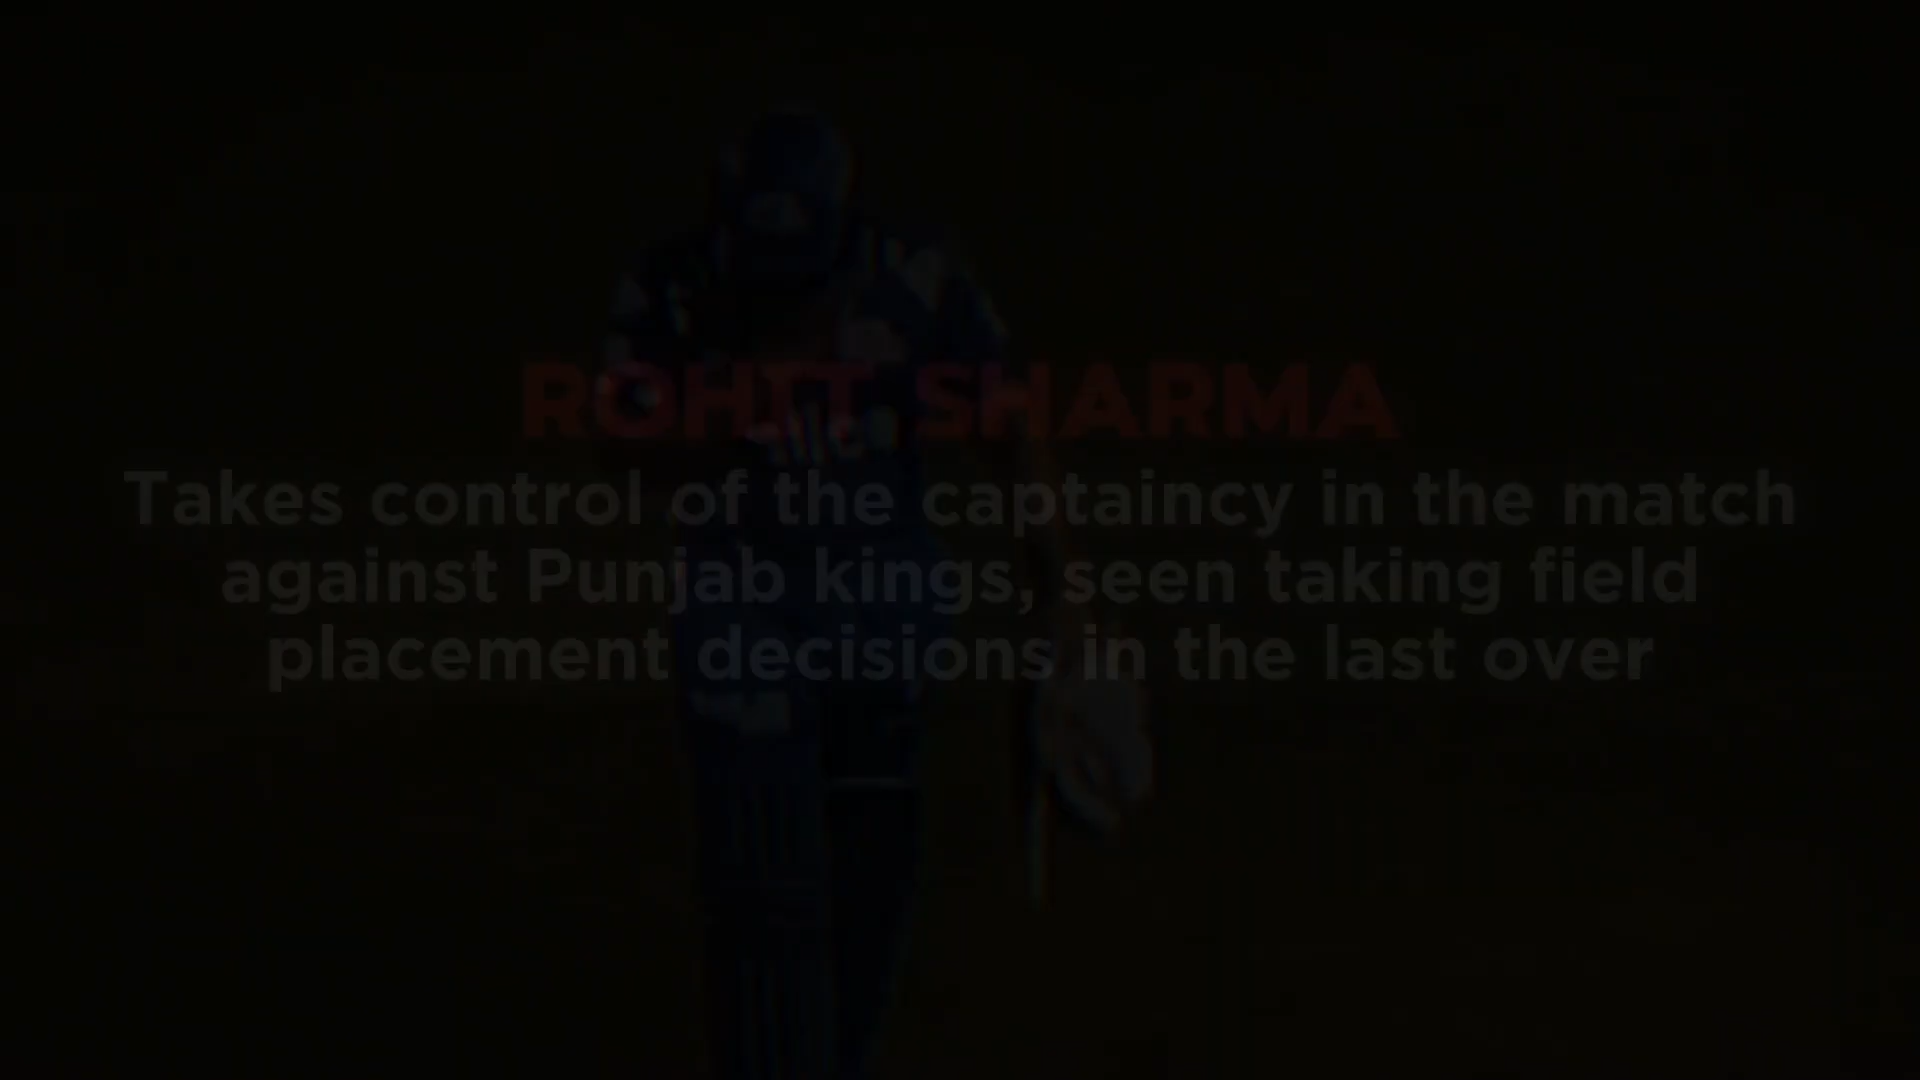 ROHIT SHARMA
Takes control of the captaincy in the match
against Punjab kings, seen taking field
placement decisions in the last over